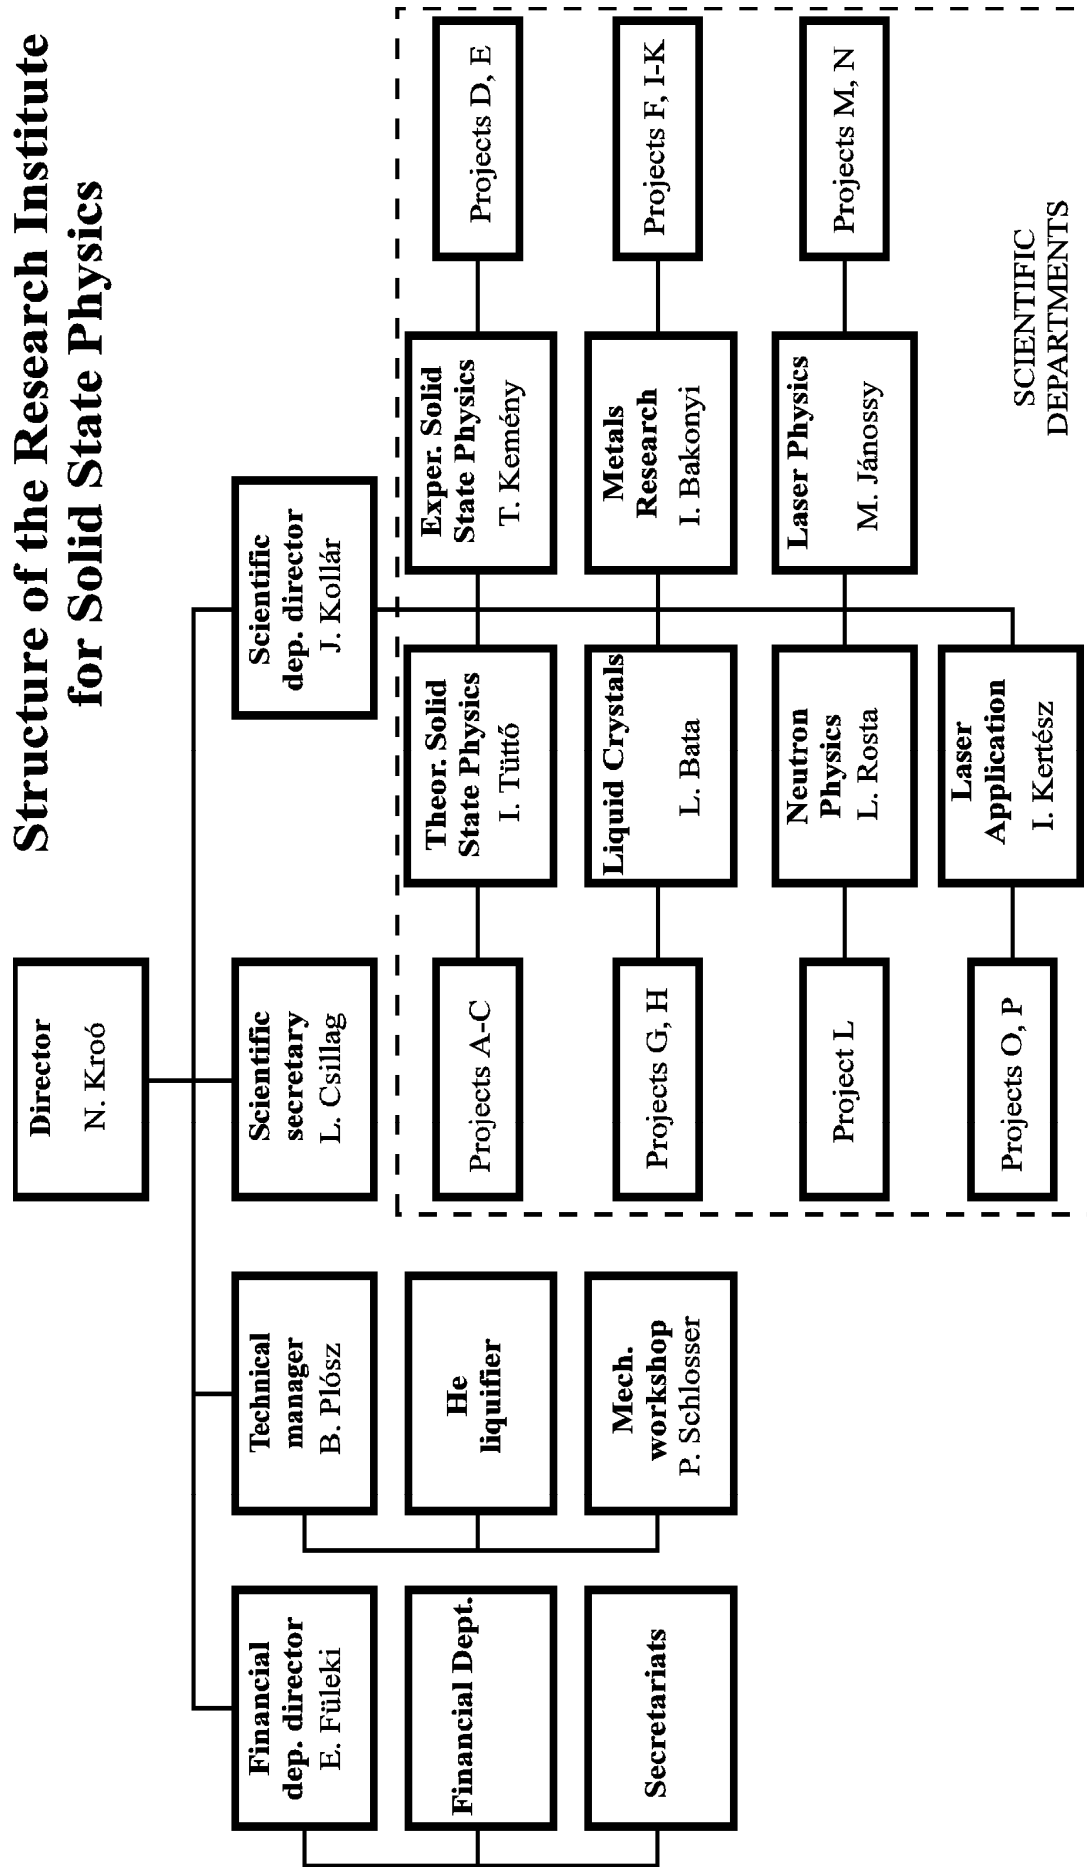 Structure of the Research Institute
for Solid State Physics
Director
N. Kroó
Financial
dep. director
E. Füleki
Technical
manager
B. Plósz
Scientific
secretary
L. Csillag
Scientific
dep. director
J. Kollár
Financial Dept.
Secretariats
He
liquifier
Mech.
workshop
P. Schlosser
Projects A-C
Theor. Solid
State Physics
I. Tüttő
Exper. Solid
State Physics
T. Kemény
Projects D, E
Projects G, H
Liquid Crystals
L. Bata
Metals
Research
I. Bakonyi
Projects F, I-K
Project L
Neutron
Physics
L. Rosta
Laser Physics
M. Jánossy
Projects M, N
Projects O, P
Laser
Application
I. Kertész
SCIENTIFIC
DEPARTMENTS